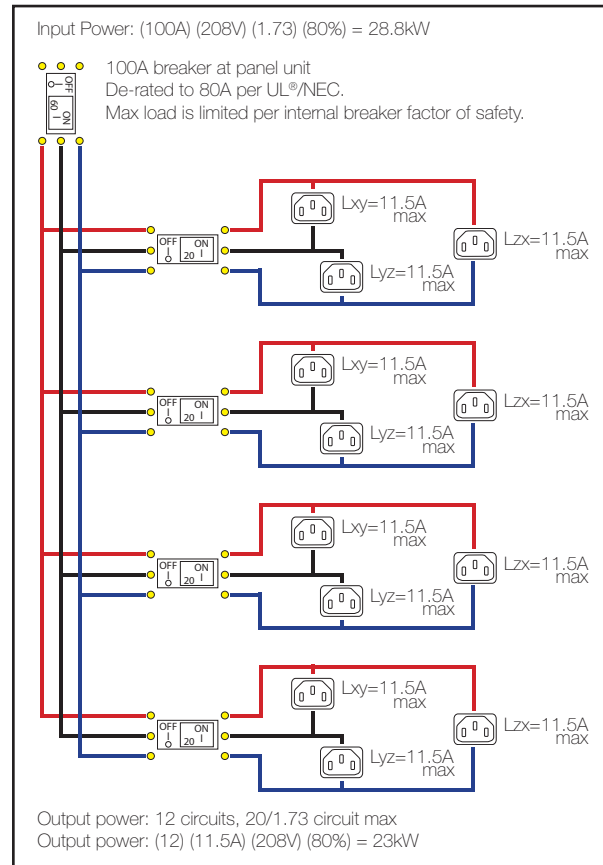 Input Power: (100A) (208V) (1.73) (80%) = 28.8kW
100A breaker at panel unit
De-rated to 80A per UL®/NEC.
Max load is limited per internal breaker factor of safety.
OFF
ON
60
Lxy=11.5A
max
Lzx=11.5A
max
OFF
ON
20
Lyz=11.5A
max
Lxy=11.5A
max
Lzx=11.5A
max
OFF
ON
20
Lyz=11.5A
max
Lxy=11.5A
max
Lzx=11.5A
max
OFF
ON
20
Lyz=11.5A
max
Lxy=11.5A
max
Lzx=11.5A
max
OFF
ON
20
Lyz=11.5A
max
Output power: 12 circuits, 20/1.73 circuit max
Output power: (12) (11.5A) (208V) (80%) = 23kW